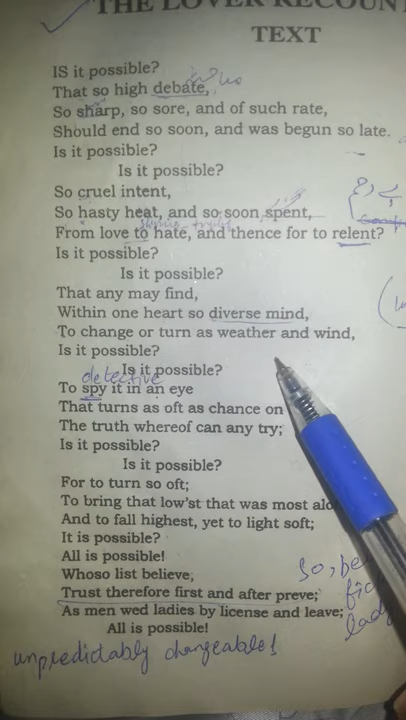 THE LOVER RECOUNT
TEXT
IS it possible?
That so high debate,
So sharp, so sore, and of such rate,
Should end so soon, and was begun so late.
Is it possible?
Is it possible?
So cruel intent,
So hasty heat, and so soon spent,
From love to hate, and thence for to relent?
Is it possible?
Is it possible?
That any may find,
Within one heart so diverse mind,
To change or turn as weather and wind,
Is it possible?
Is it possible?
detective
To spy it in an eye
That turns as oft as chance on
The truth whereof can any try;
Is it possible?
Is it possible?
For to turn so oft;
To bring that low'st that was most alo
And to fall highest, yet to light soft;
It is possible?
All is possible!
Whoso list believe;
So, be
Trust therefore first and after preve;
As men wed ladies by license and leave;
lady
All is possible!
unpredictably changeable!